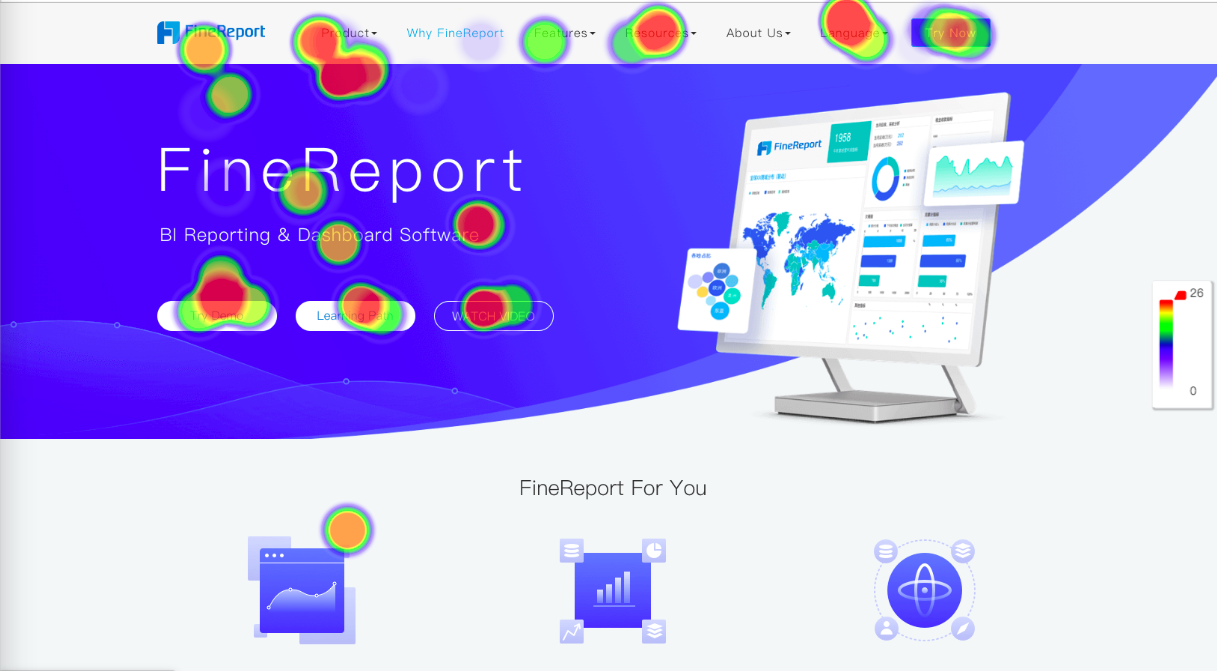 FineReport
Product
Why FineReport
Features
Resources
About Us
Language
Try Now
FineReport
BI Reporting & Dashboard Software
Try Demo
Learning Path
WATCH VIDEO
FineReport
1958
26
0
FineReport For You